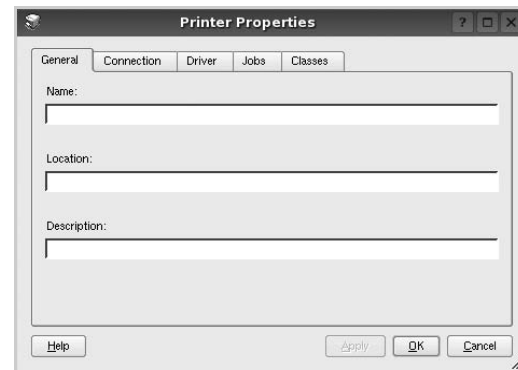 Printer Properties
General Connection Driver Jobs Classes
Name:
Location:
Description:
Help Apply OK Cancel